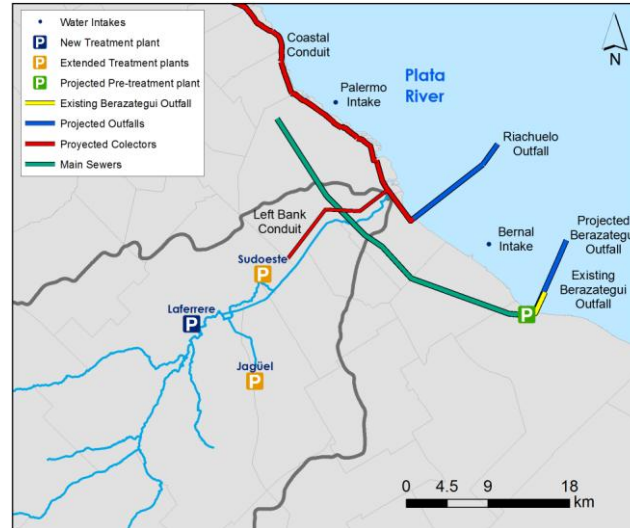 Water Intakes
P New Treatment plant
P Extended Treatment plants
P Projected Pre-treatment plant
Existing Berazategui Outfall
Projected Outfalls
Proyected Colectors
Main Sewers
Coastal
Conduit
Palermo
Intake
Plata
River
N
Riachuelo
Outfall
Left Bank
Conduit
Bernal
Intake
Projected
Berazategui
Outfall
Existing
Berazategui
Outfall
Sudoeste
P
Laferrere
P
Jagüel
P
P
0 4.5 9 18
km